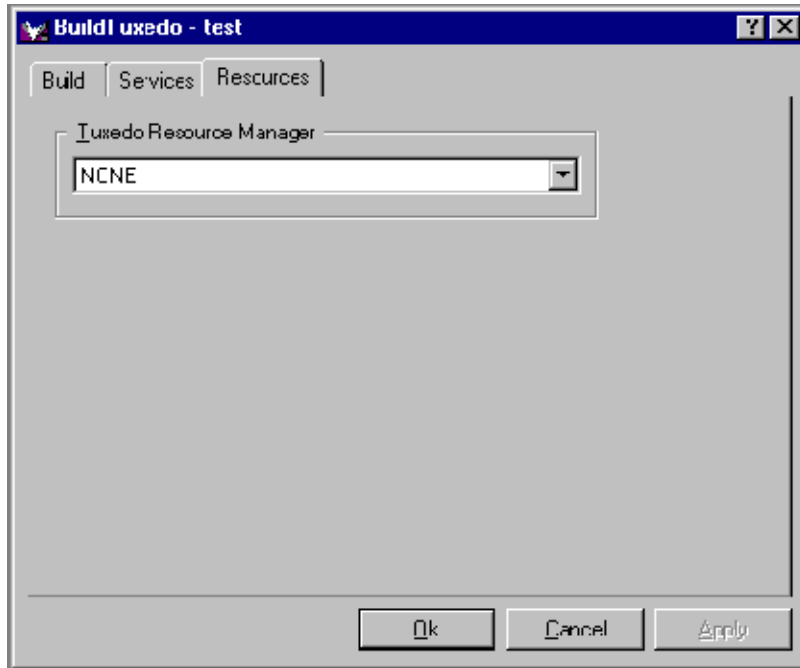 BuildTuxedo - test
Build Services Resources
Tuxedo Resource Manager
NONE
Ok Cancel Apply